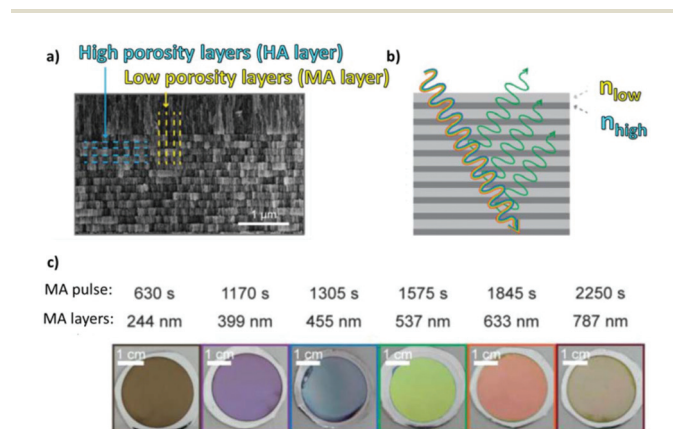 a) High porosity layers (HA layer)
Low porosity layers (MA layer)
1 µm
b)
n low
n high
c)
MA pulse: 630 s 1170 s 1305 s 1575 s 1845 s 2250 s
MA layers: 244 nm 399 nm 455 nm 537 nm 633 nm 787 nm
1 cm 1 cm 1 cm 1 cm 1 cm 1 cm